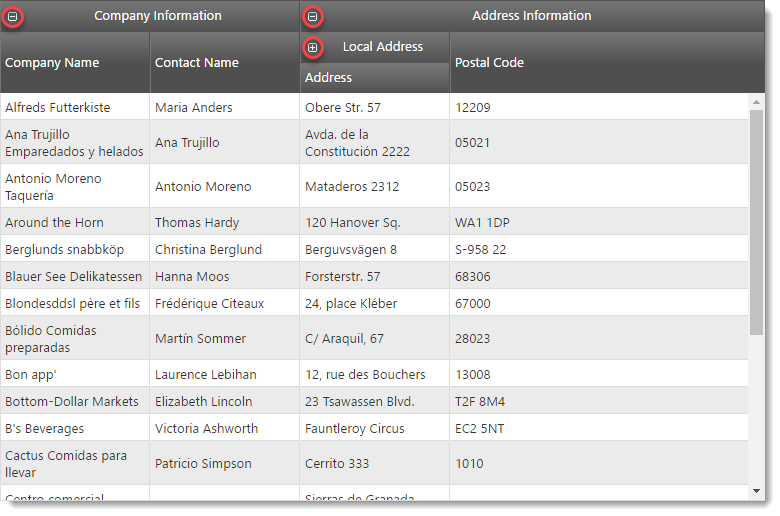 Company Information Address Information
Local Address
Company Name Contact Name Postal Code
Address
Alfreds Futterkiste Maria Anders Obere Str. 57 12209
Ana Trujillo Avda. de la
Emparedados y helados Ana Trujillo Constitución 2222 05021
Antonio Moreno
Taquería Antonio Moreno Mataderos 2312 05023
Around the Horn Thomas Hardy 120 Hanover Sq. WA1 1DP
Berglunds snabbköp Christina Berglund Berguvsvägen 8 S-958 22
Blauer See Delikatessen Hanna Moos Forsterstr. 57 68306
Blondesddsl père et fils Frédérique Citeaux 24, place Kléber 67000
Bólido Comidas
preparadas Martín Sommer C/ Araquil, 67 28023
Bon app' Laurence Lebihan 12, rue des Bouchers 13008
Bottom-Dollar Markets Elizabeth Lincoln 23 Tsawassen Blvd. T2F 8M4
B's Beverages Victoria Ashworth Fauntleroy Circus EC2 5NT
Cactus Comidas para
llevar Patricio Simpson Cerrito 333 1010
Centro comercial Sierras de Granada